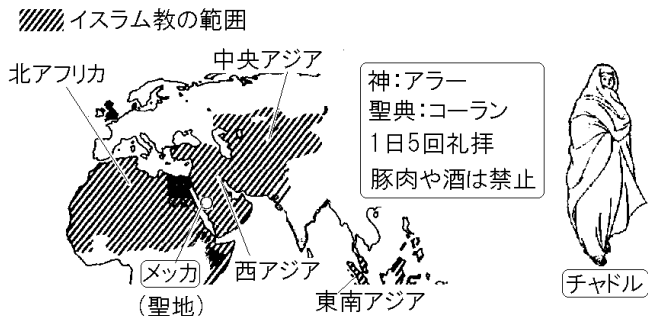 イスラム教の範囲
北アフリカ
中央アジア
神:アラー
聖典:コーラン
1日5回礼拝
豚肉や酒は禁止
メッカ
(聖地)
西アジア
東南アジア
チャドル